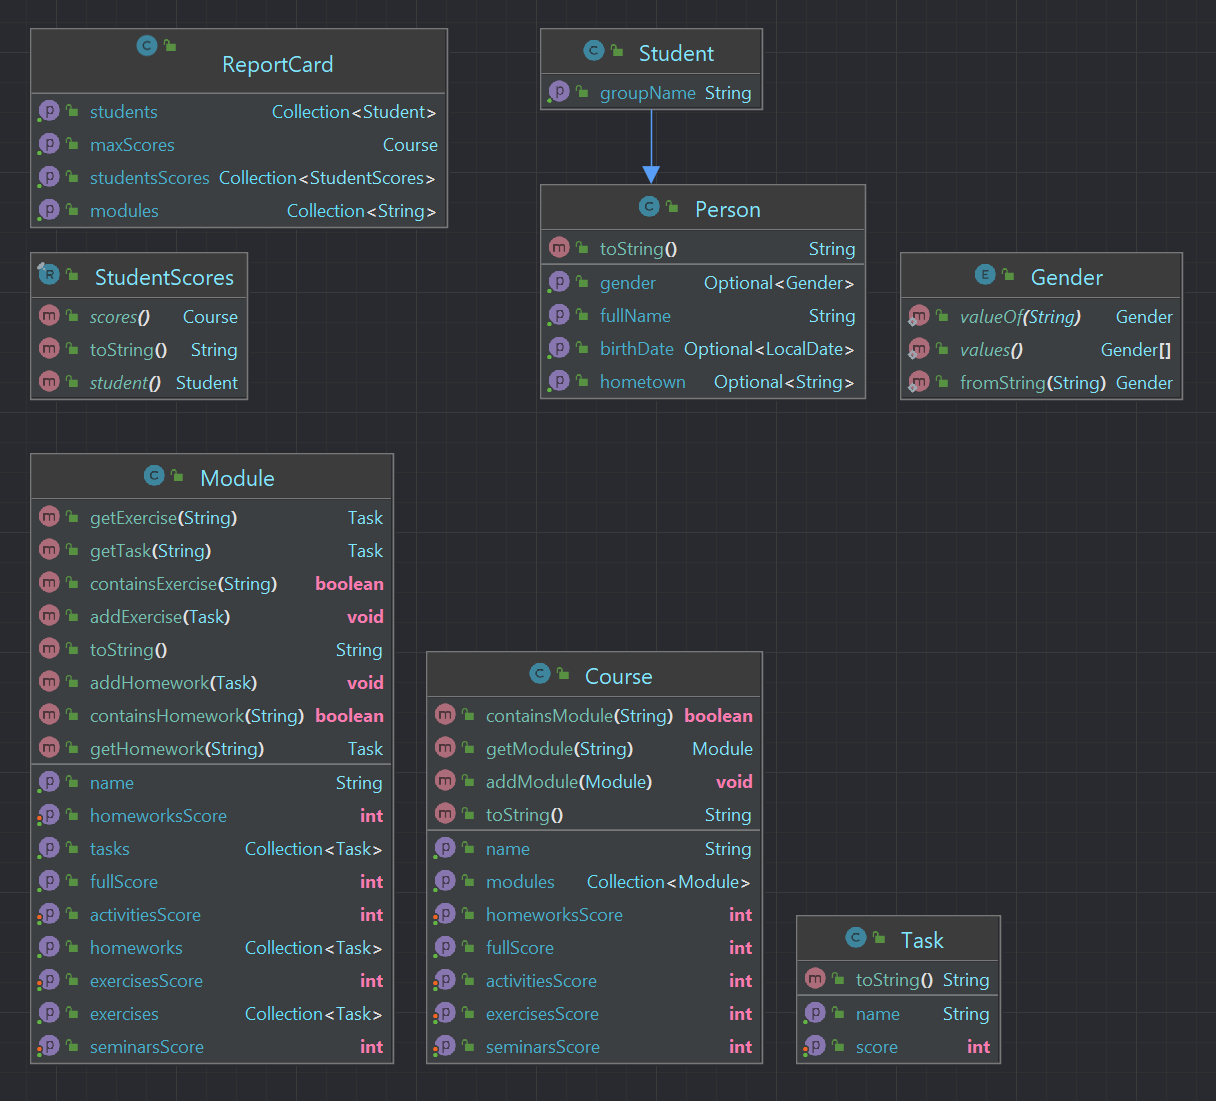 ReportCard
students Collection<Student>
maxScores Course
studentsScores Collection<StudentScores>
modules Collection<String>
Student
groupName String
Person
toString() String
gender Optional<Gender>
fullName String
birthDate Optional<LocalDate>
hometown Optional<String>
StudentScores
scores() Course
toString() String
student() Student
Gender
valueOf(String) Gender
values() Gender[]
fromString(String) Gender
Module
getExercise(String) Task
getTask(String) Task
containsExercise(String) boolean
addExercise(Task) void
toString() String
addHomework(Task) void
containsHomework(String) boolean
getHomework(String) Task
name String
homeworksScore int
tasks Collection<Task>
fullScore int
activitiesScore int
homeworks Collection<Task>
exercisesScore int
exercises Collection<Task>
seminarsScore int
Course
containsModule(String) boolean
getModule(String) Module
addModule(Module) void
toString() String
name String
modules Collection<Module>
homeworksScore int
fullScore int
activitiesScore int
exercisesScore int
seminarsScore int
Task
toString() String
name String
score int